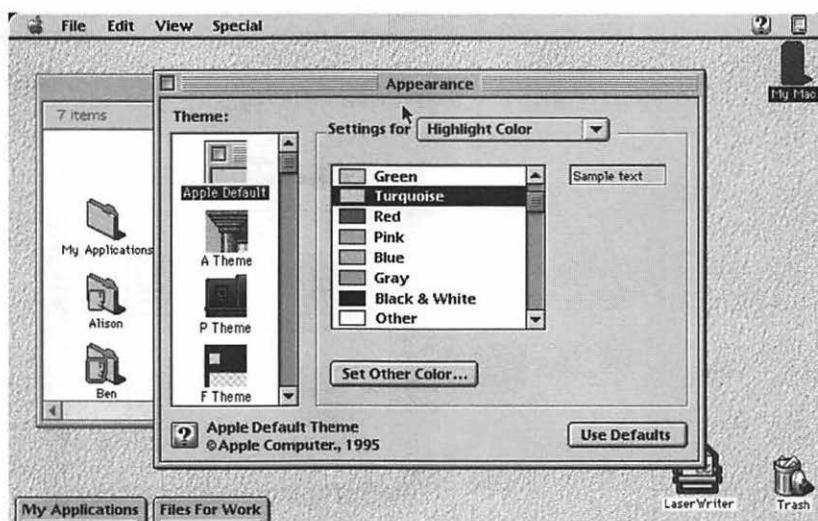 File Edit View Special
My Mac
7 items
My Applications
Alison
Ben
Appearance
Theme:
Apple Default
A Theme
P Theme
F Theme
Settings for Highlight Color
Green
Turquoise
Red
Pink
Blue
Gray
Black & White
Other
Sample text
Set Other Color...
?
Apple Default Theme
©Apple Computer., 1995
Use Defaults
LaserWriter
Trash
My Applications
Files For Work